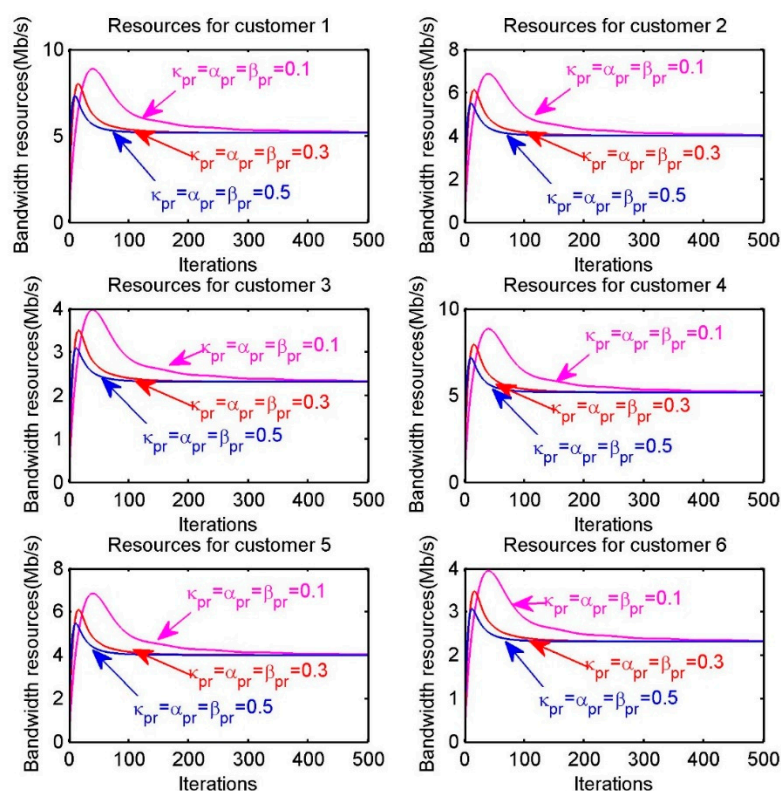 Resources for customer 1
Bandwidth resources(Mb/s)
10
5
0
κpr=αpr=βpr=0.1
κpr=αpr=βpr=0.3
κpr=αpr=βpr=0.5
0 100 200 300 400 500
Iterations
Resources for customer 2
Bandwidth resources(Mb/s)
8
6
4
2
0
κpr=αpr=βpr=0.1
κpr=αpr=βpr=0.3
κpr=αpr=βpr=0.5
0 100 200 300 400 500
Iterations
Resources for customer 3
Bandwidth resources(Mb/s)
4
3
2
1
0
κpr=αpr=βpr=0.1
κpr=αpr=βpr=0.3
κpr=αpr=βpr=0.5
0 100 200 300 400 500
Iterations
Resources for customer 4
Bandwidth resources(Mb/s)
10
5
0
κpr=αpr=βpr=0.1
κpr=αpr=βpr=0.3
κpr=αpr=βpr=0.5
0 100 200 300 400 500
Iterations
Resources for customer 5
Bandwidth resources(Mb/s)
8
6
4
2
0
κpr=αpr=βpr=0.1
κpr=αpr=βpr=0.3
κpr=αpr=βpr=0.5
0 100 200 300 400 500
Iterations
Resources for customer 6
Bandwidth resources(Mb/s)
4
3
2
1
0
κpr=αpr=βpr=0.1
κpr=αpr=βpr=0.3
κpr=αpr=βpr=0.5
0 100 200 300 400 500
Iterations